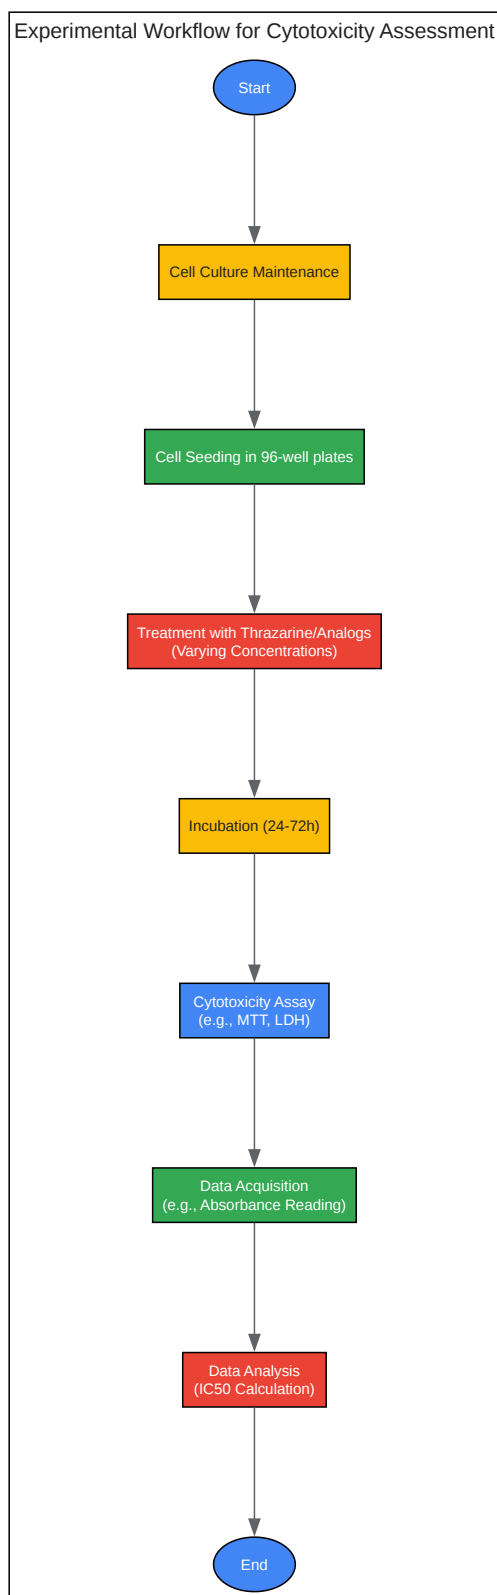 Experimental Workflow for Cytotoxicity Assessment
Start
Cell Culture Maintenance
Cell Seeding in 96-well plates
Treatment with Thrazarine/Analogs
(Varying Concentrations)
Incubation (24-72h)
Cytotoxicity Assay
(e.g., MTT, LDH)
Data Acquisition
(e.g., Absorbance Reading)
Data Analysis
(IC50 Calculation)
End